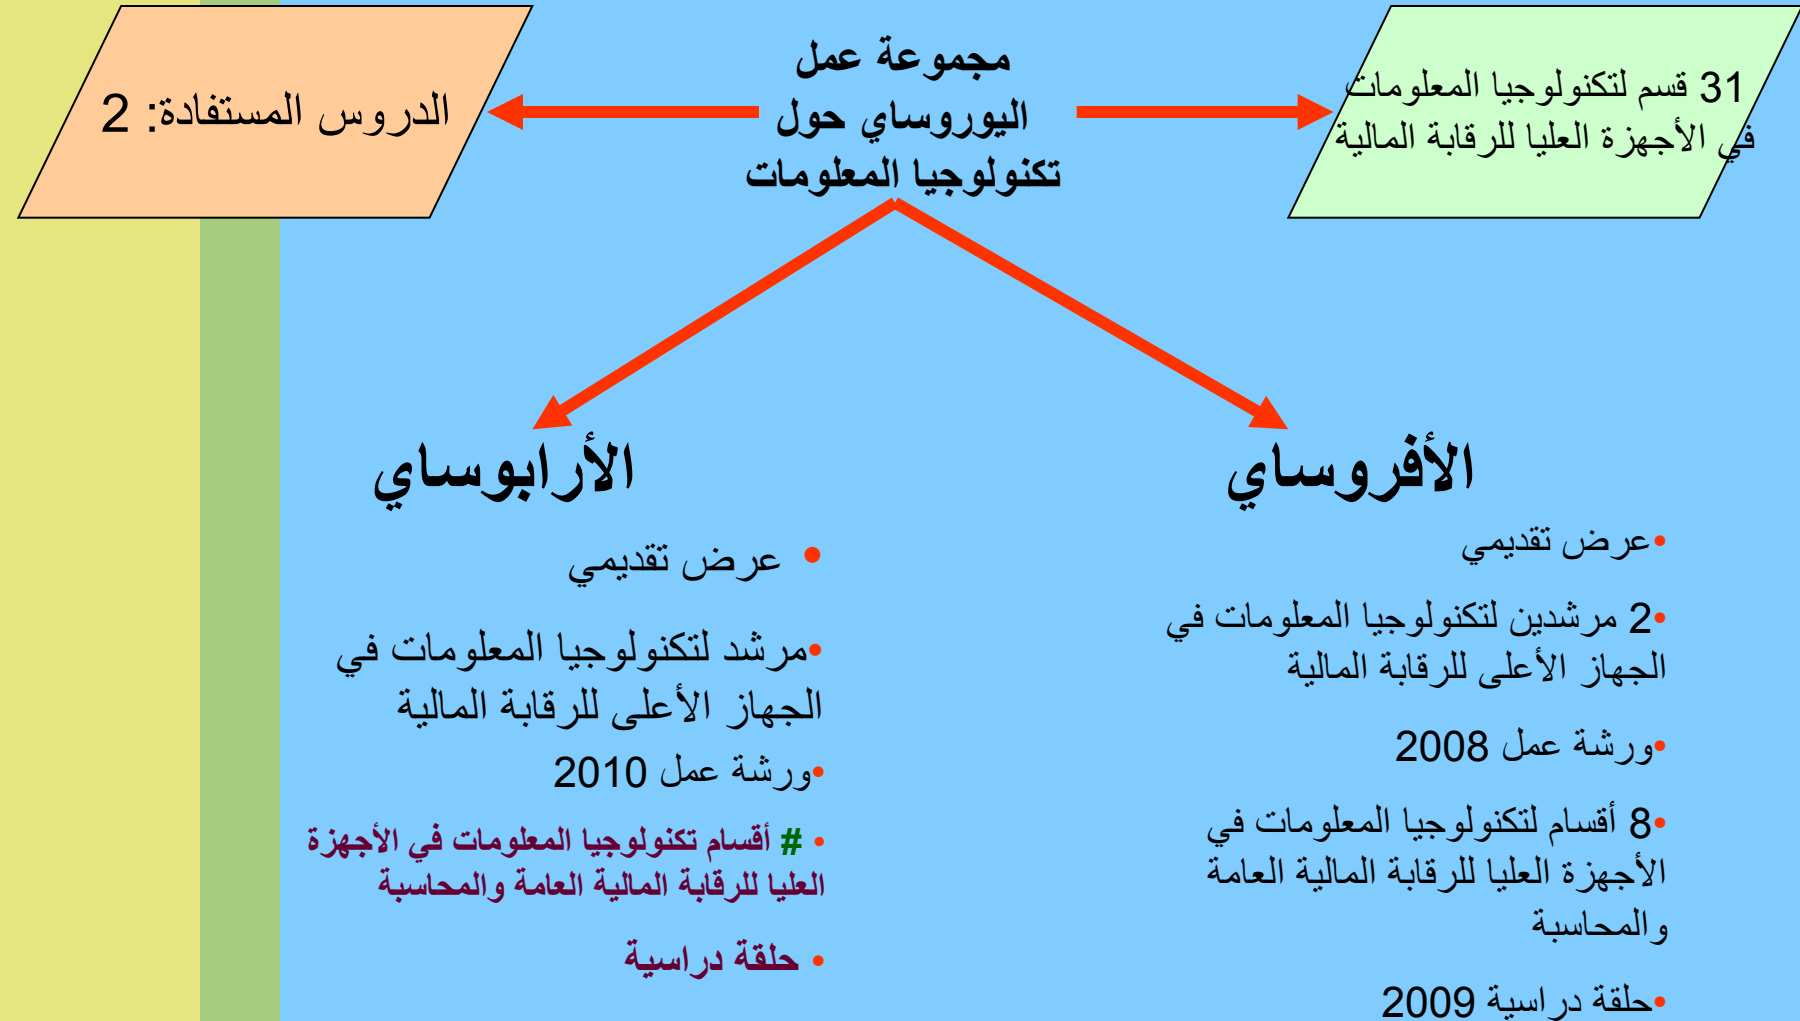 مجموعة عمل
اليوروساي حول
تكنولوجيا المعلومات
31 قسم لتكنولوجيا المعلومات
في الأجهزة العليا للرقابة المالية
الدروس المستفادة: 2
الأفروساي
•عرض تقديمي
•2 مرشدين لتكنولوجيا المعلومات في
الجهاز الأعلى للرقابة المالية
•ورشة عمل 2008
•8 أقسام لتكنولوجيا المعلومات في
الأجهزة العليا للرقابة المالية العامة
والمحاسبة
•حلقة دراسية 2009
الأرابوساي
• عرض تقديمي
•مرشد لتكنولوجيا المعلومات في
الجهاز الأعلى للرقابة المالية
•ورشة عمل 2010
• # أقسام تكنولوجيا المعلومات في الأجهزة
العليا للرقابة المالية العامة والمحاسبة
• حلقة دراسية